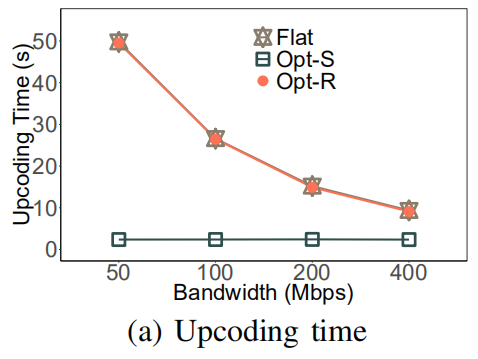 Upcoding Time (s)
50
40
30
20
10
0
Flat
Opt-S
Opt-R
50 100 200 400
Bandwidth (Mbps)
(a) Upcoding time